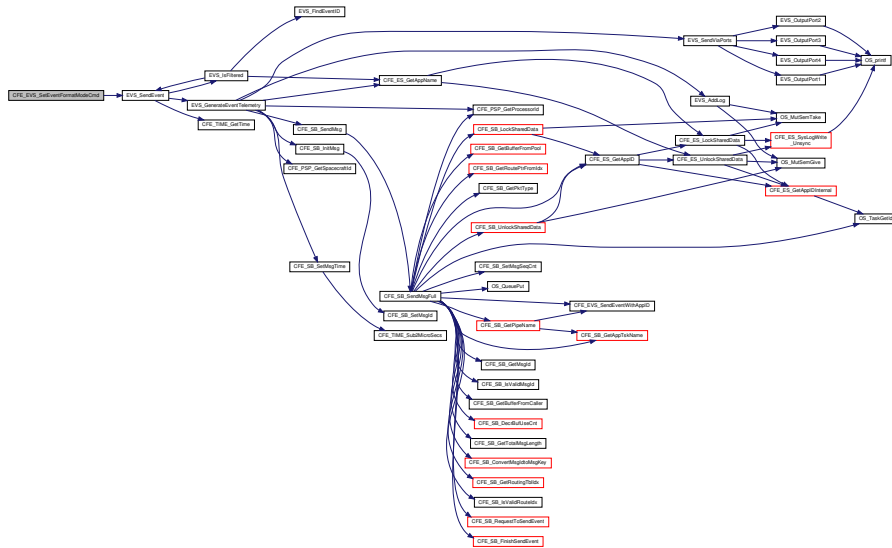 EVS_FindEventID
EVS_OutputPort2
EVS_SendViaPorts
EVS_OutputPort3
EVS_IsFiltered
OS_printf
CFE_ES_GetAppName
EVS_OutputPort4
EVS_OutputPort1
CFE_EVS_SetEventFormatModeCmd
EVS_SendEvent
EVS_GenerateEventTelemetry
EVS_AddLog
CFE_PSP_GetProcessorId
OS_MutSemTake
CFE_TIME_GetTime
CFE_SB_SendMsg
CFE_SB_LockSharedData
CFE_ES_LockSharedData
CFE_ES_SysLogWrite
_Unsync
CFE_SB_InitMsg
CFE_SB_GetBufferFromPool
CFE_ES_GetAppID
CFE_ES_UnlockSharedData
OS_MutSemGive
CFE_PSP_GetSpacecraftId
CFE_SB_GetRoutePtrFromIdx
CFE_SB_GetPktType
CFE_ES_GetAppIDInternal
CFE_SB_UnlockSharedData
OS_TaskGetId
CFE_SB_SetMsgTime
CFE_SB_SetMsgSeqCnt
OS_QueuePut
CFE_SB_SendMsgFull
CFE_EVS_SendEventWithAppID
CFE_SB_SetMsgId
CFE_SB_GetPipeName
CFE_TIME_Sub2MicroSecs
CFE_SB_GetAppTskName
CFE_SB_GetMsgId
CFE_SB_IsValidMsgId
CFE_SB_GetBufferFromCaller
CFE_SB_DecrBufUseCnt
CFE_SB_GetTotalMsgLength
CFE_SB_ConvertMsgIdtoMsgKey
CFE_SB_GetRoutingTblIdx
CFE_SB_IsValidRouteIdx
CFE_SB_RequestToSendEvent
CFE_SB_FinishSendEvent